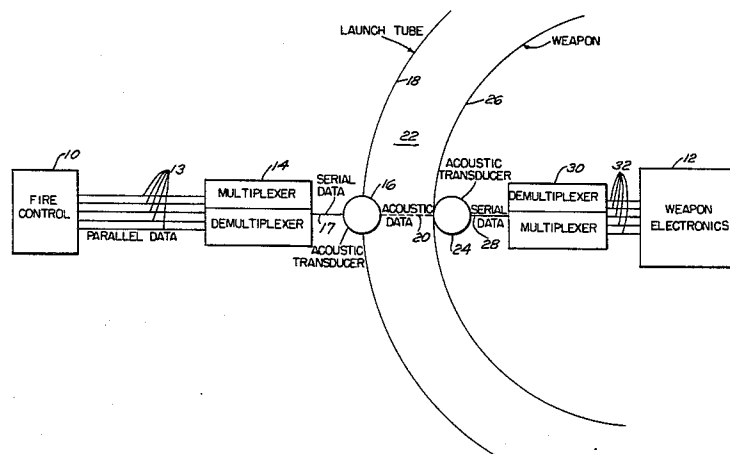 LAUNCH TUBE
WEAPON
18
26
22
10
13
14
FIRE
CONTROL
PARALLEL DATA
MULTIPLEXER
DEMULTIPLEXER
SERIAL
DATA
17
16
ACOUSTIC
TRANSDUCER
ACOUSTIC
DATA
20
ACOUSTIC
TRANSDUCER
24
SERIAL
DATA
28
30
DEMULTIPLEXER
MULTIPLEXER
32
12
WEAPON
ELECTRONICS